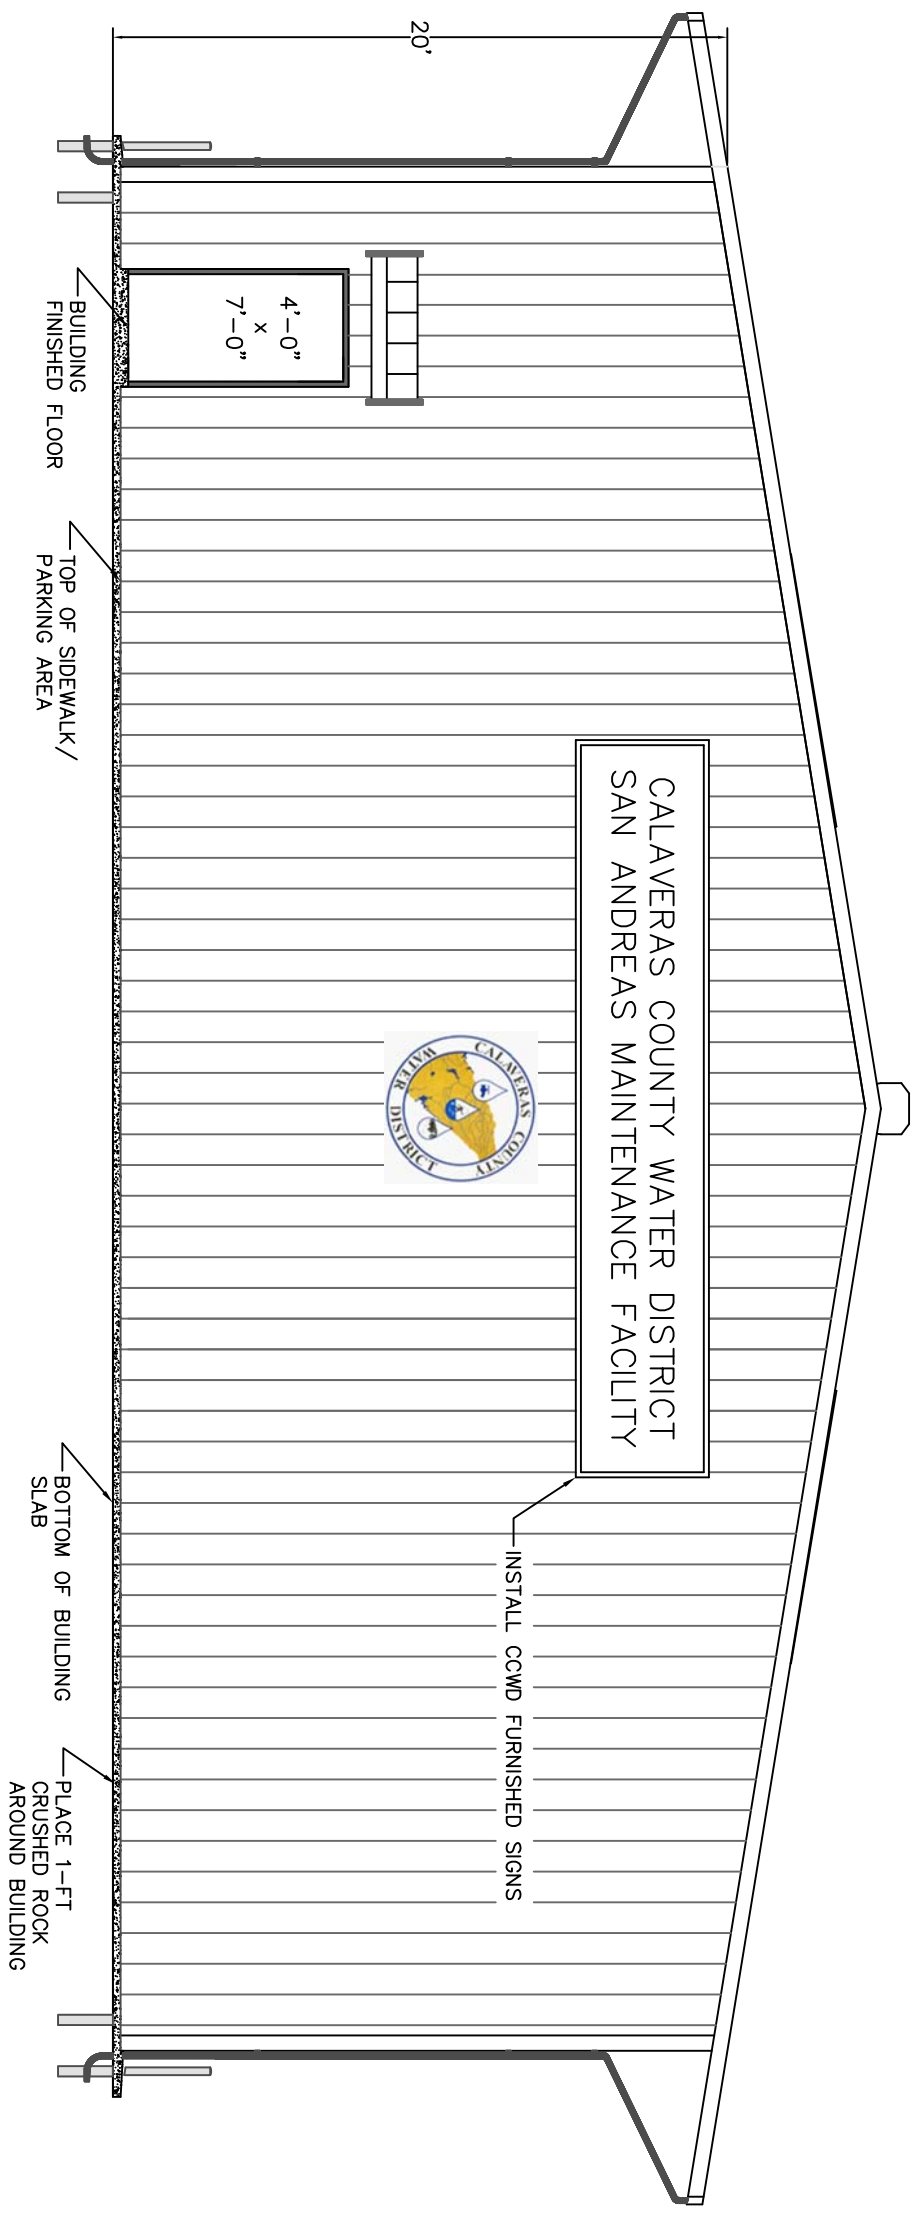 20'
CALAVERAS COUNTY WATER DISTRICT
SAN ANDREAS MAINTENANCE FACILITY
CALAVERAS COUNTY
WATER DISTRICT
INSTALL CCWD FURNISHED SIGNS
4'-0"
x
7'-0"
BUILDING
FINISHED FLOOR
TOP OF SIDEWALK/
PARKING AREA
BOTTOM OF BUILDING
SLAB
PLACE 1-FT
CRUSHED ROCK
AROUND BUILDING